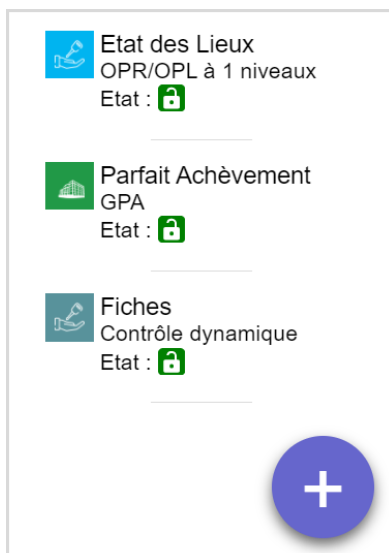 Etat des Lieux
OPR/OPL à 1 niveaux
Etat :
Parfait Achèvement
GPA
Etat :
Fiches
Contrôle dynamique
Etat :
+